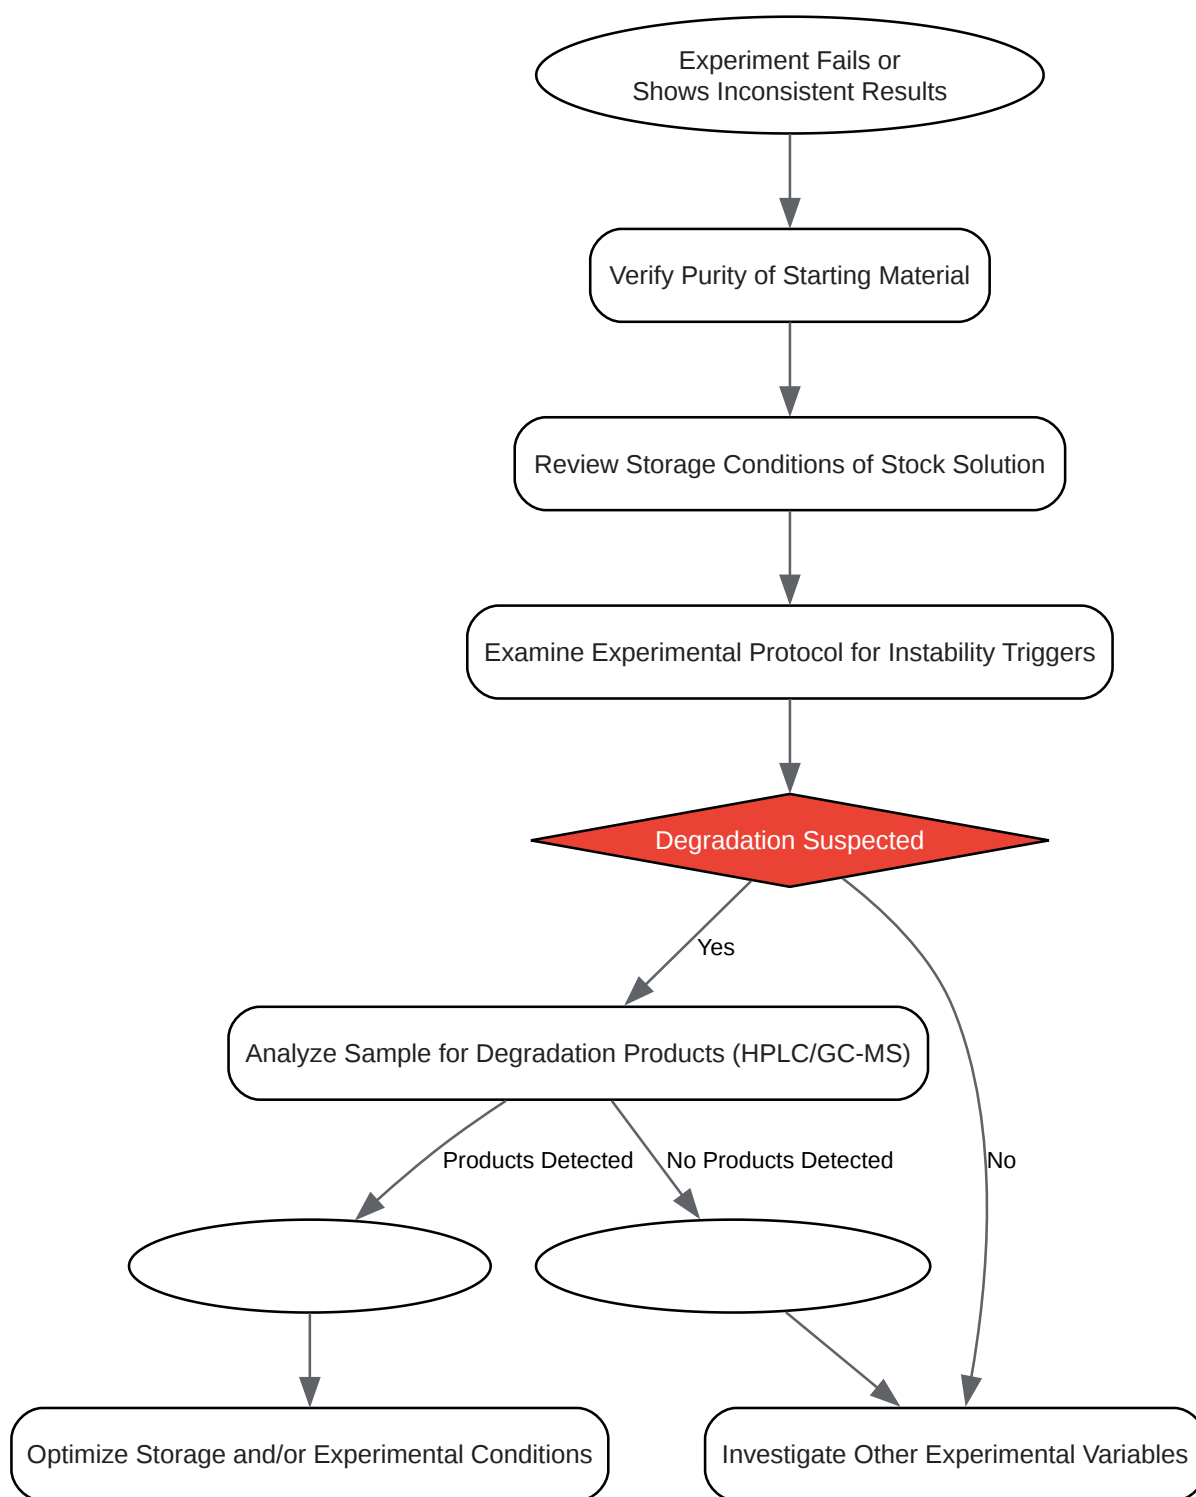 Experiment Fails or
Shows Inconsistent Results
Verify Purity of Starting Material
Review Storage Conditions of Stock Solution
Examine Experimental Protocol for Instability Triggers
Degradation Suspected
Yes
Analyze Sample for Degradation Products (HPLC/GC-MS)
Products Detected
No Products Detected
No
Optimize Storage and/or Experimental Conditions
Investigate Other Experimental Variables